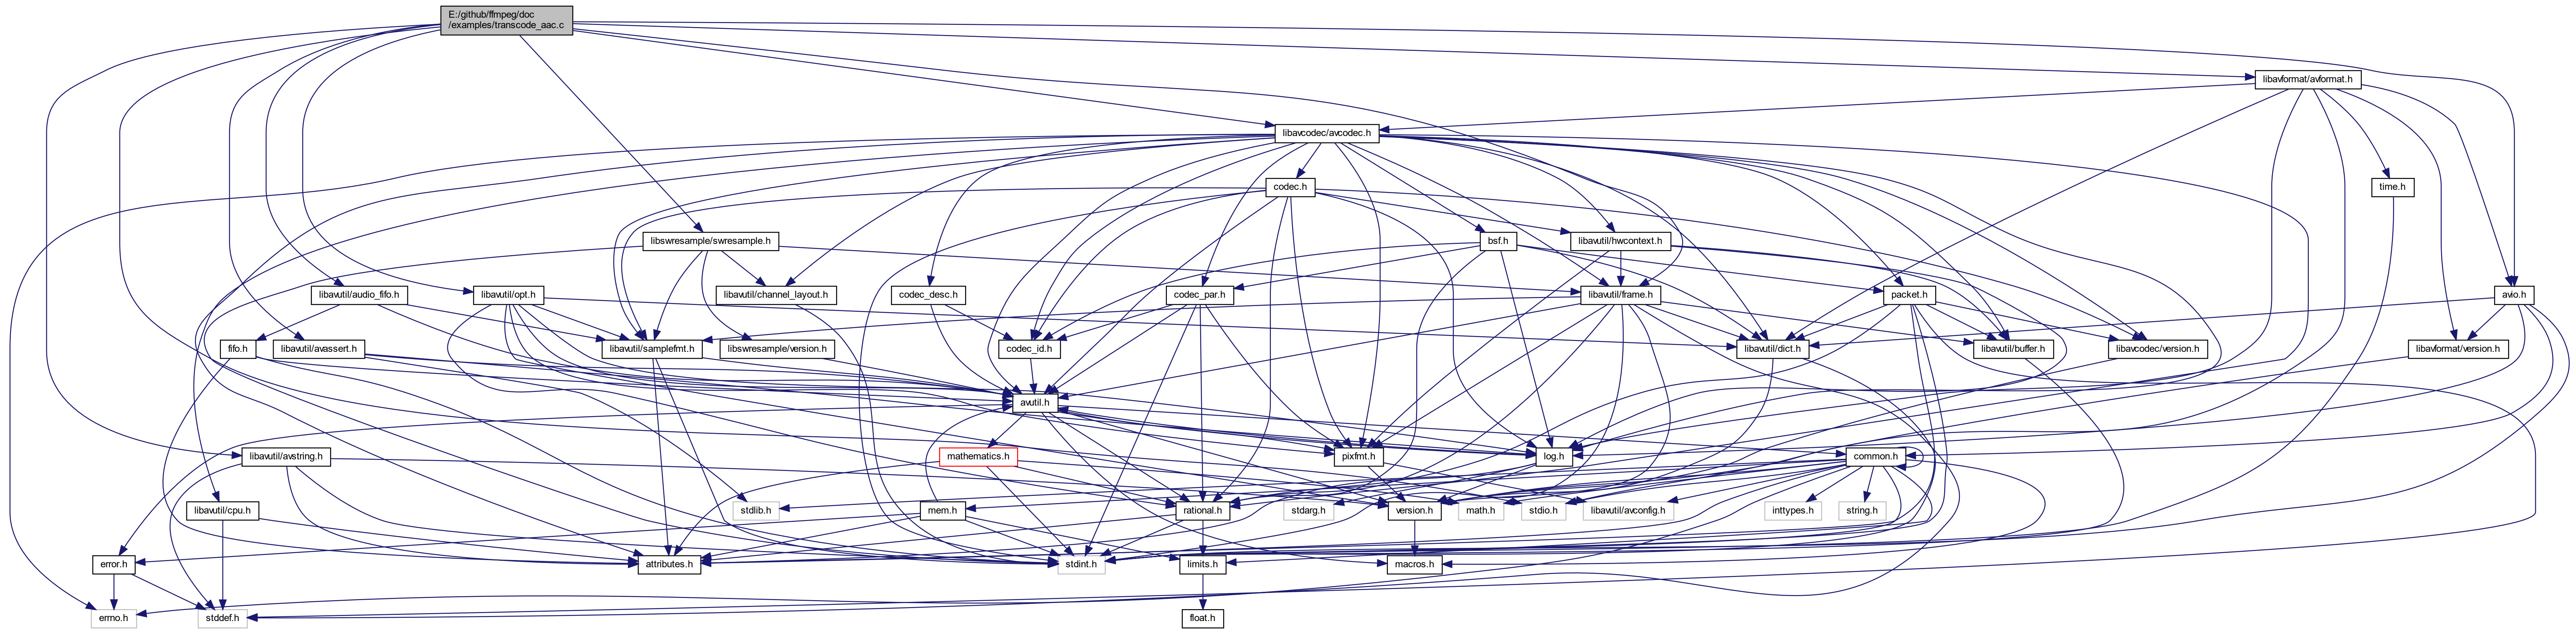 E:/github/ffmpeg/doc
/examples/transcode_aac.c
libavformat/avformat.h
libavcodec/avcodec.h
codec.h
time.h
libswresample/swresample.h
bsf.h
libavutil/hwcontext.h
libavutil/audio_fifo.h
libavutil/opt.h
libavutil/channel_layout.h
codec_desc.h
codec_par.h
libavutil/frame.h
packet.h
avio.h
fifo.h
libavutil/avassert.h
libavutil/samplefmt.h
libswresample/version.h
codec_id.h
libavutil/dict.h
libavutil/buffer.h
libavcodec/version.h
libavformat/version.h
avutil.h
libavutil/avstring.h
mathematics.h
pixfmt.h
log.h
common.h
libavutil/cpu.h
stdlib.h
mem.h
rational.h
stdarg.h
version.h
math.h
stdio.h
libavutil/avconfig.h
inttypes.h
string.h
error.h
attributes.h
stdint.h
limits.h
macros.h
errno.h
stddef.h
float.h